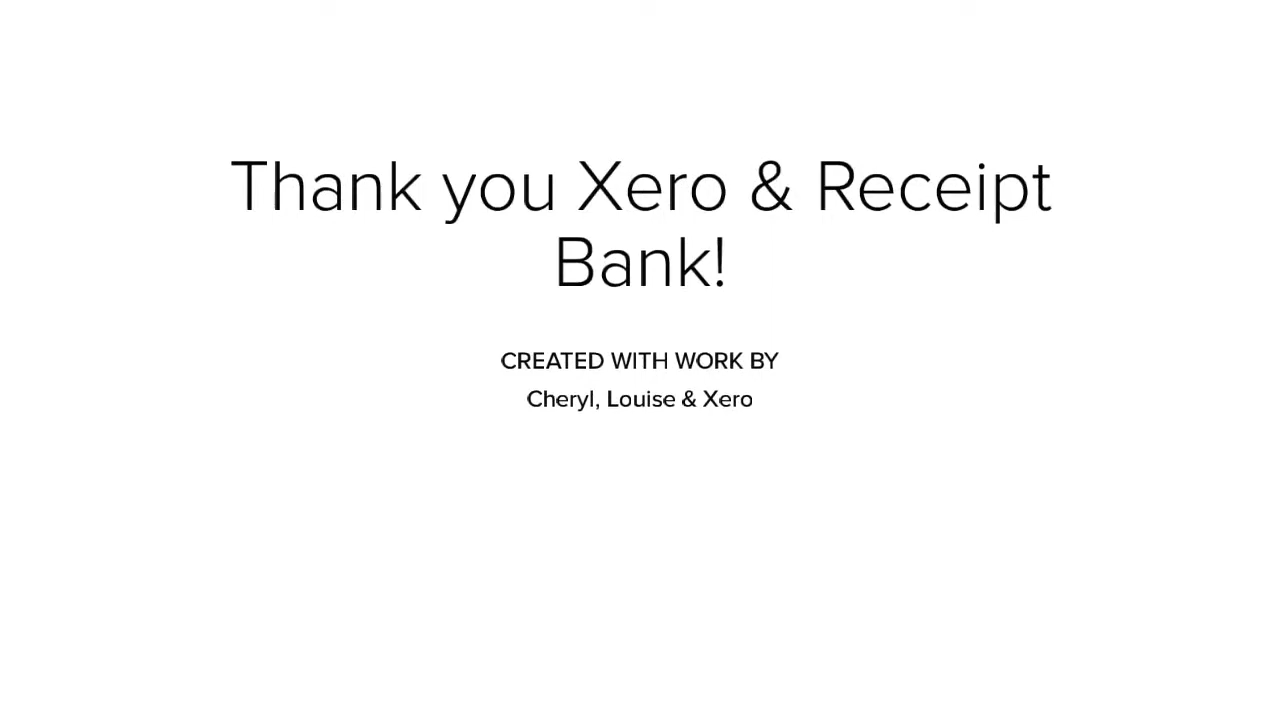 Thank you Xero & Receipt
Bank!
CREATED WITH WORK BY
Cheryl, Louise & Xero